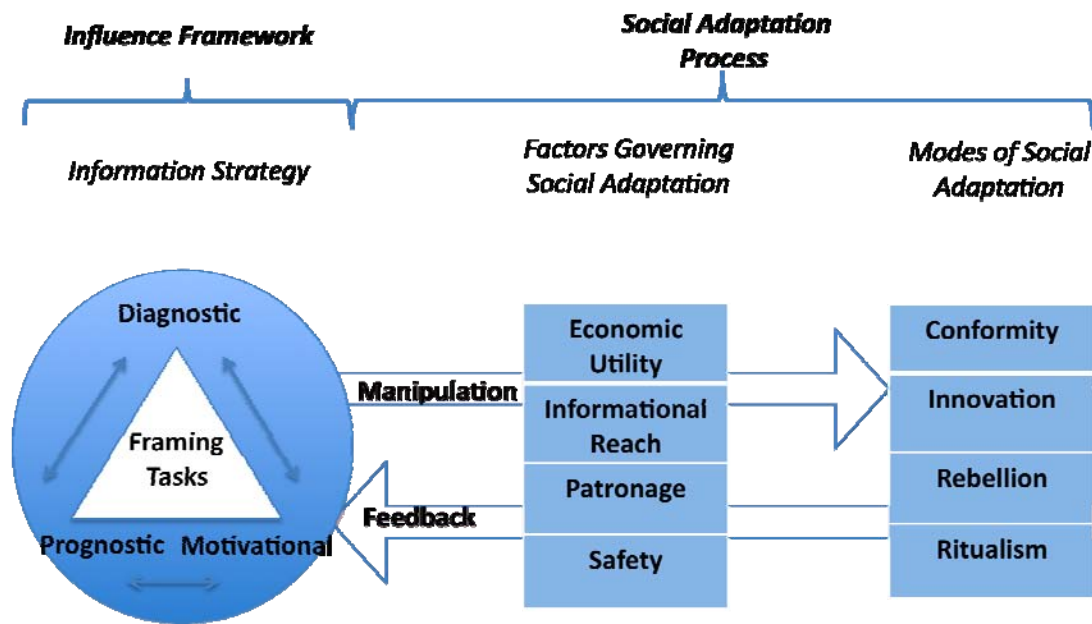 Influence Framework
Social Adaptation
Process
Information Strategy
Factors Governing
Social Adaptation
Modes of Social
Adaptation
Diagnostic
Framing
Tasks
Prognostic
Motivational
Manipulation
Feedback
Economic
Utility
Informational
Reach
Patronage
Safety
Conformity
Innovation
Rebellion
Ritualism